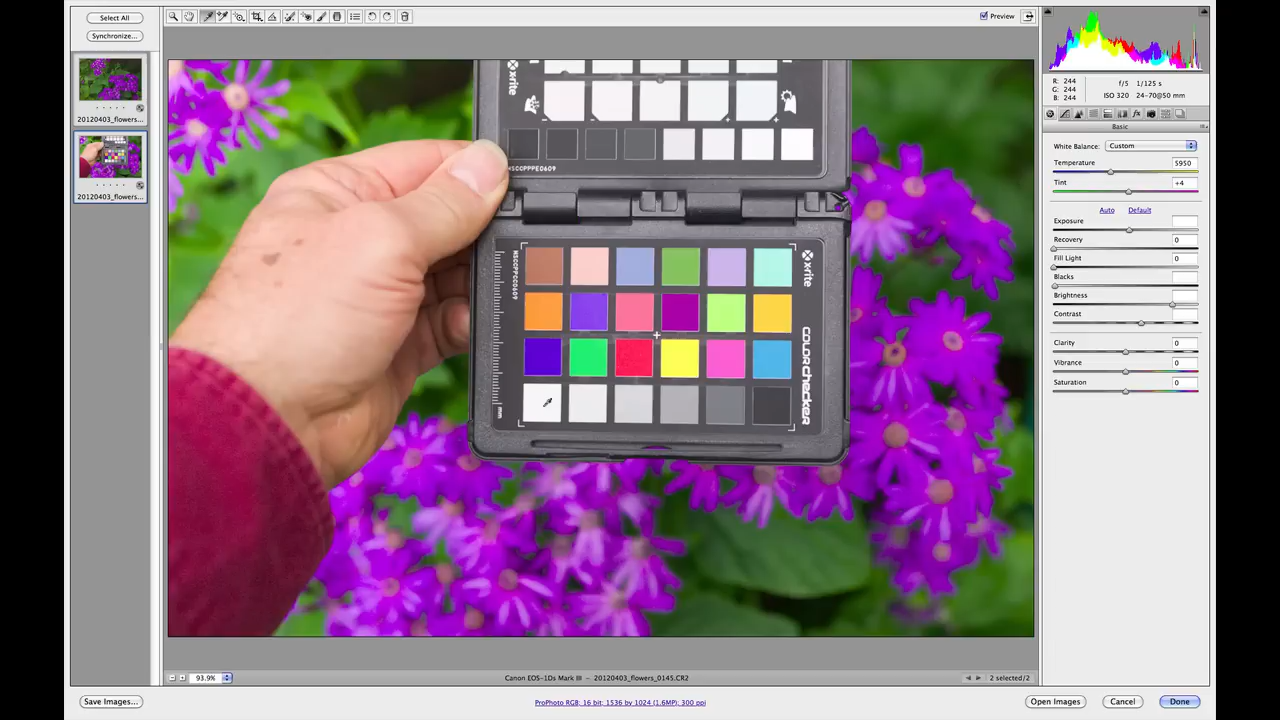 Select All
Synchronize...
Preview
20120403_flowers...
20120403_flowers...
x·rite
MSCCPPPE0609
MSCCPPCC0609
x·rite
colorchecker
mm
R: 244
G: 244
B: 244
f/5 1/125 s
ISO 320 24-70@50 mm
Basic
White Balance: Custom
Temperature 5950
Tint +4
Auto Default
Exposure
Recovery 0
Fill Light 0
Blacks
Brightness
Contrast
Clarity 0
Vibrance 0
Saturation 0
93.9%
Canon EOS-1Ds Mark III – 20120403_flowers_0145.CR2
2 selected/2
Save Images...
ProPhoto RGB; 16 bit; 1536 by 1024 (1.6MP); 300 ppi
Open Images
Cancel
Done